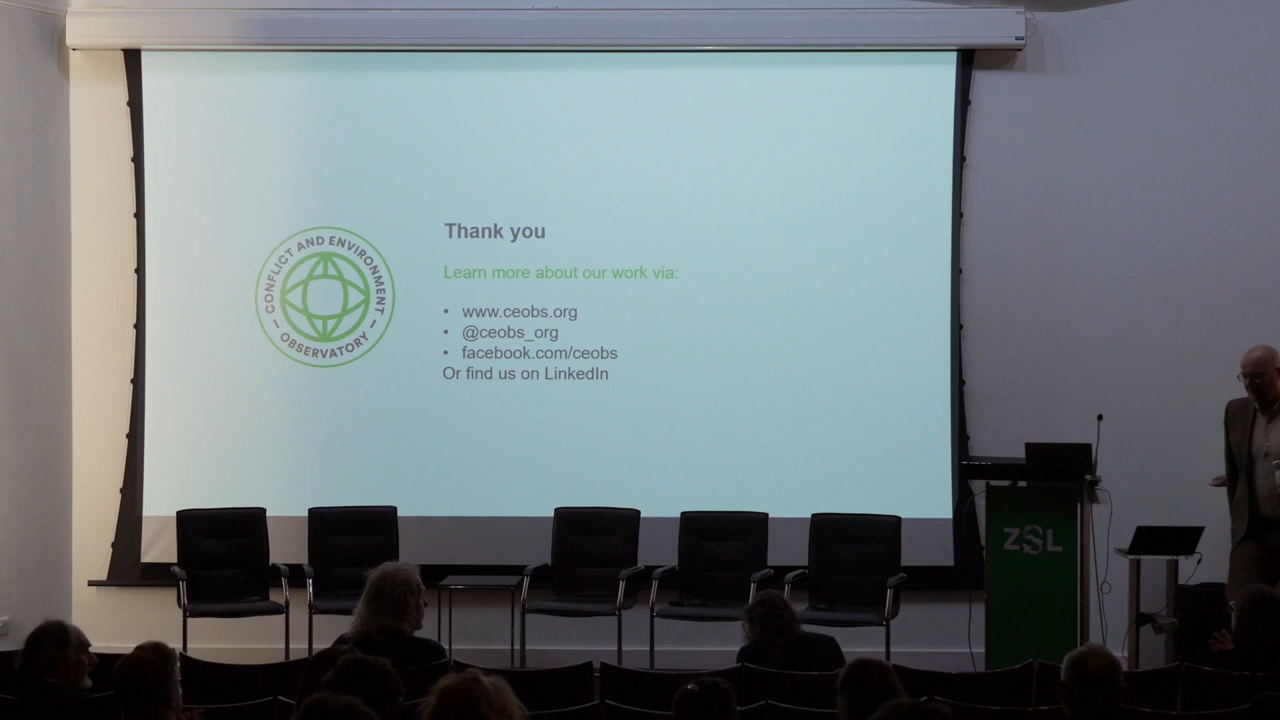 CONFLICT AND ENVIRONMENT
— OBSERVATORY —
Thank you
Learn more about our work via:
• www.ceobs.org
• @ceobs_org
• facebook.com/ceobs
Or find us on LinkedIn
ZSL